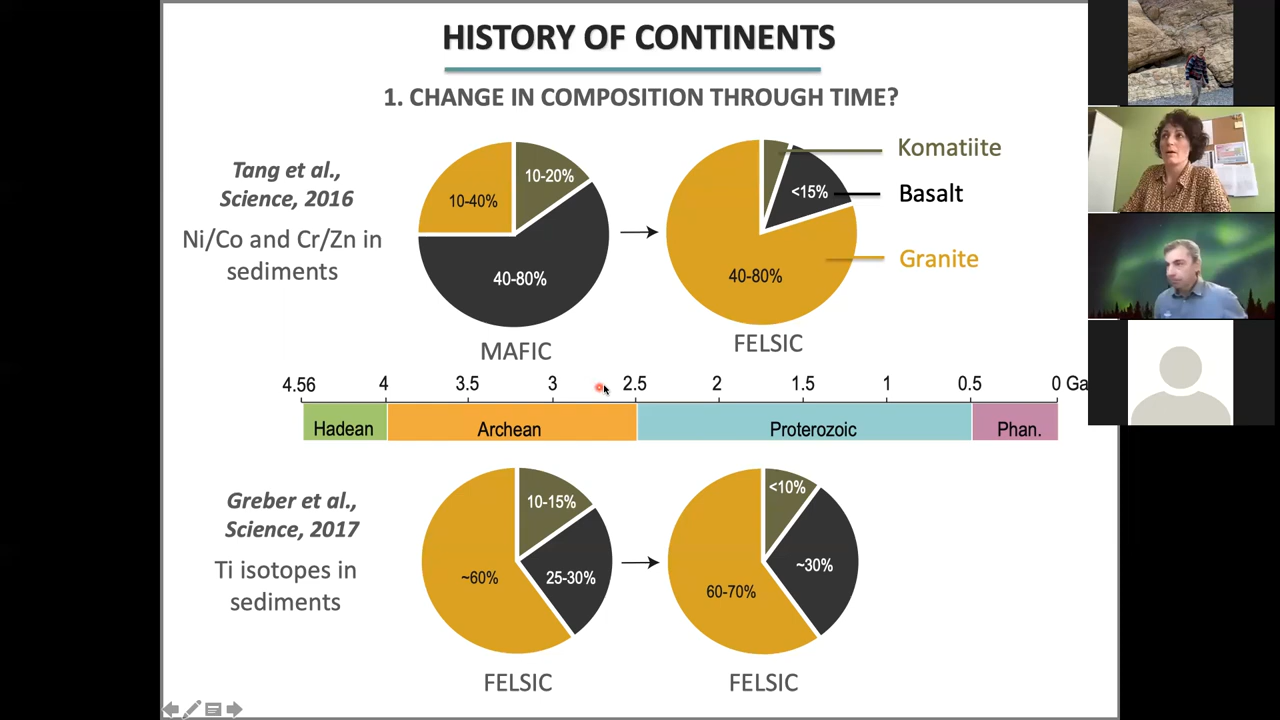 HISTORY OF CONTINENTS
1. CHANGE IN COMPOSITION THROUGH TIME?
Tang et al.,
Science, 2016
Ni/Co and Cr/Zn in
sediments
10-40%
10-20%
40-80%
MAFIC
<15%
40-80%
FELSIC
Komatiite
Basalt
Granite
4.56 4 3.5 3 2.5 2 1.5 1 0.5 0 Ga
Hadean Archean Proterozoic Phan.
Greber et al.,
Science, 2017
Ti isotopes in
sediments
10-15%
~60%
25-30%
FELSIC
<10%
~30%
60-70%
FELSIC